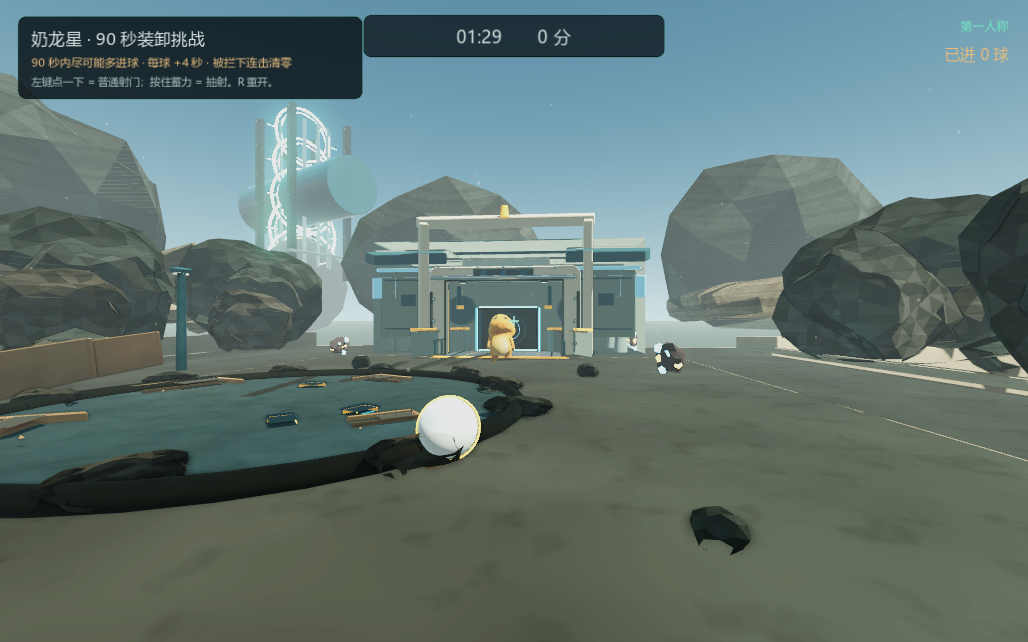 奶龙星 · 90 秒装卸挑战
90 秒内尽可能多进球 · 每球 +4 秒 · 被拦下连击清零
左键点一下 = 普通射门；按住蓄力 = 抽射。R 重开。
01:29 0 分
第一人称
已进 0 球